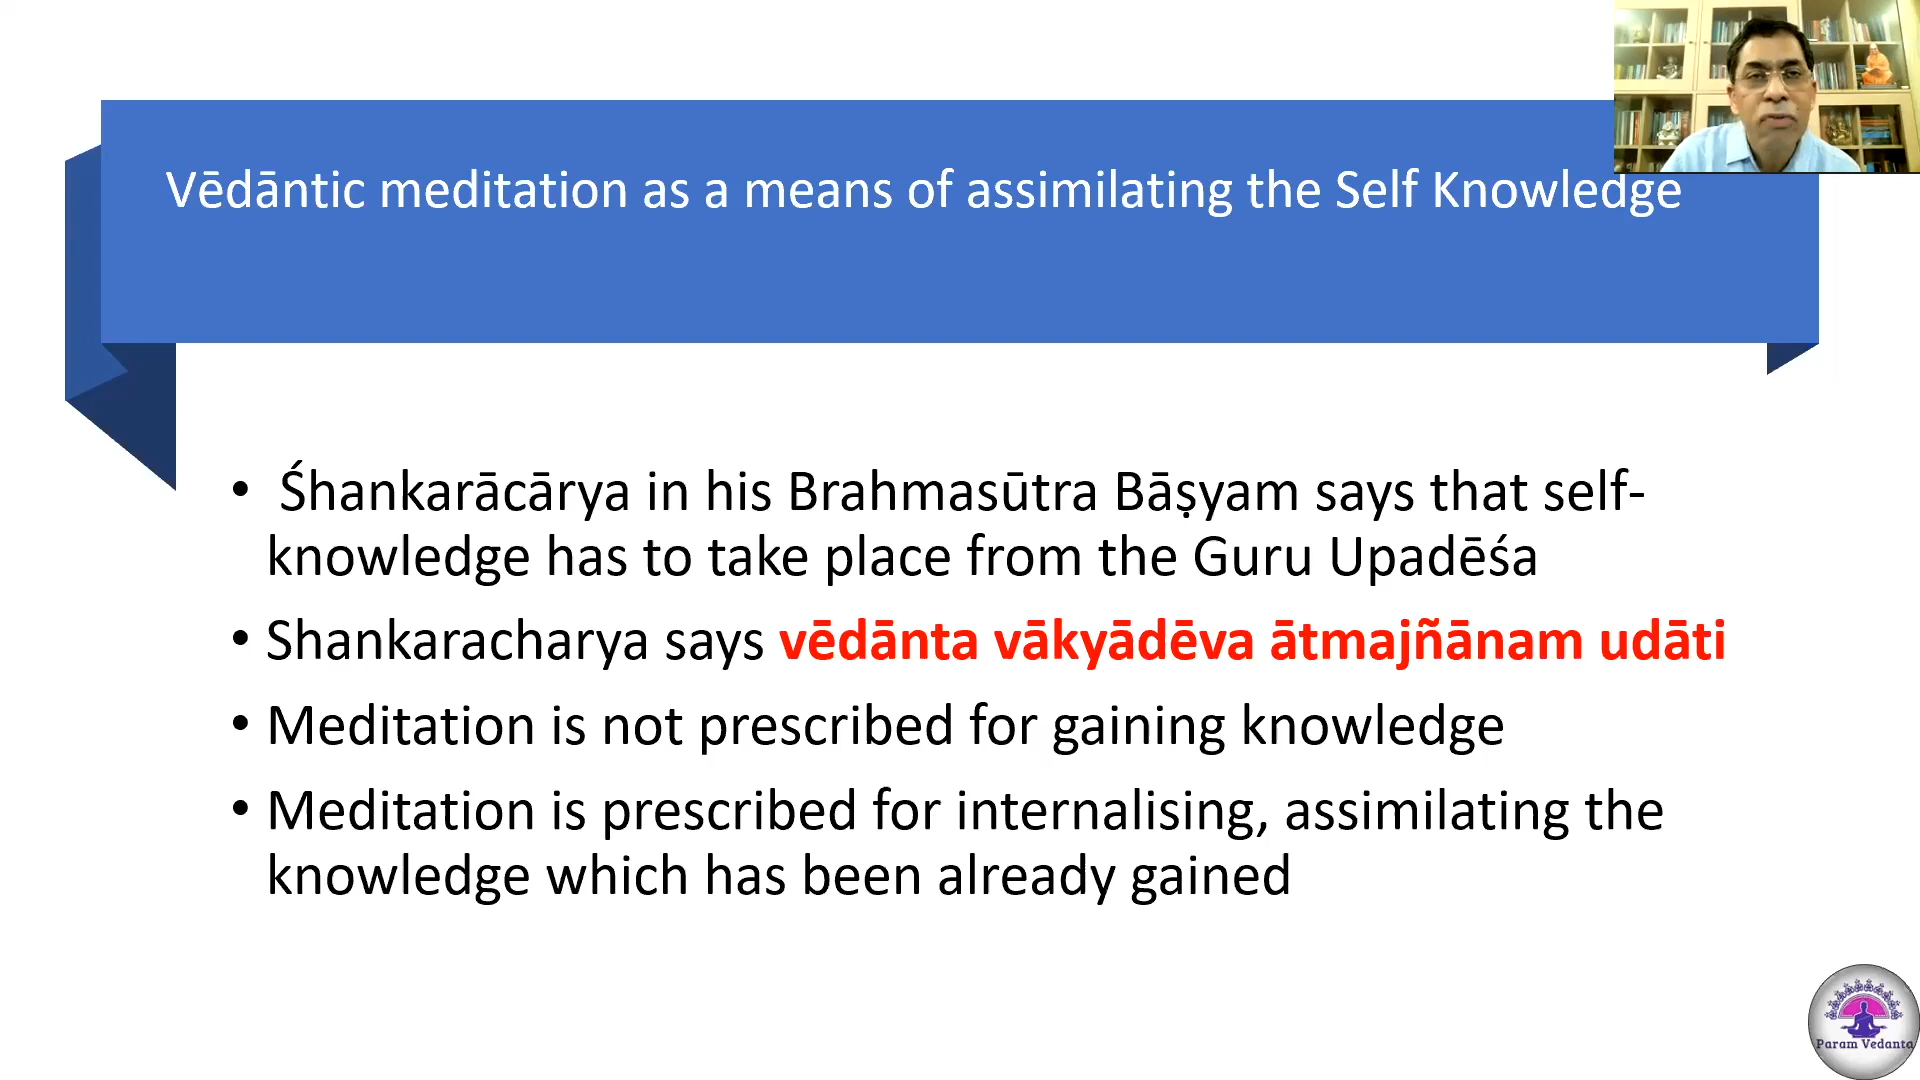 Vēdāntic meditation as a means of assimilating the Self Knowledge
• Śhankarācārya in his Brahmasūtra Bāṣyam says that self-
knowledge has to take place from the Guru Upadēśa
• Shankaracharya says vēdānta vākyādēva ātmajñānam udāti
• Meditation is not prescribed for gaining knowledge
• Meditation is prescribed for internalising, assimilating the
knowledge which has been already gained
Param Vedanta